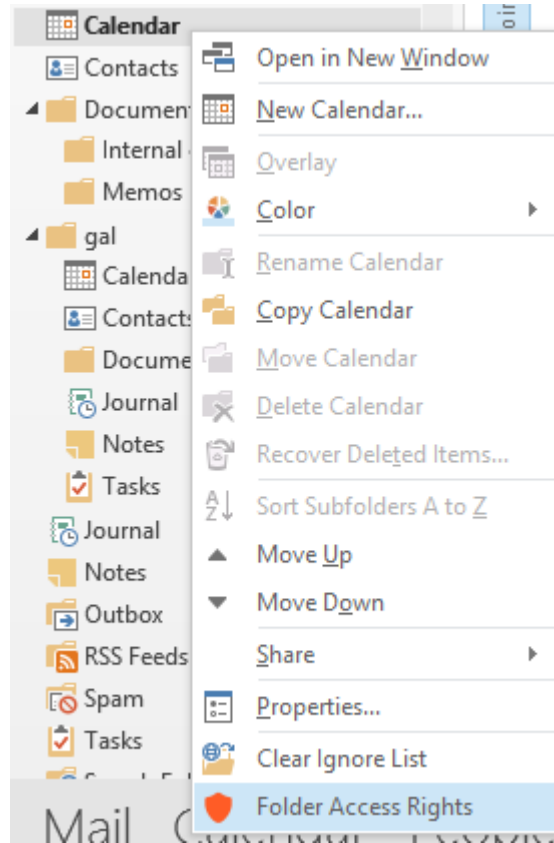 Calendar
Contacts
Documen
Internal
Memos
gal
Calenda
Contacts
Docume
Journal
Notes
Tasks
Journal
Notes
Outbox
RSS Feeds
Spam
Tasks
Mail
Open in New Window
New Calendar...
Overlay
Color
Rename Calendar
Copy Calendar
Move Calendar
Delete Calendar
Recover Deleted Items...
Sort Subfolders A to Z
Move Up
Move Down
Share
Properties...
Clear Ignore List
Folder Access Rights